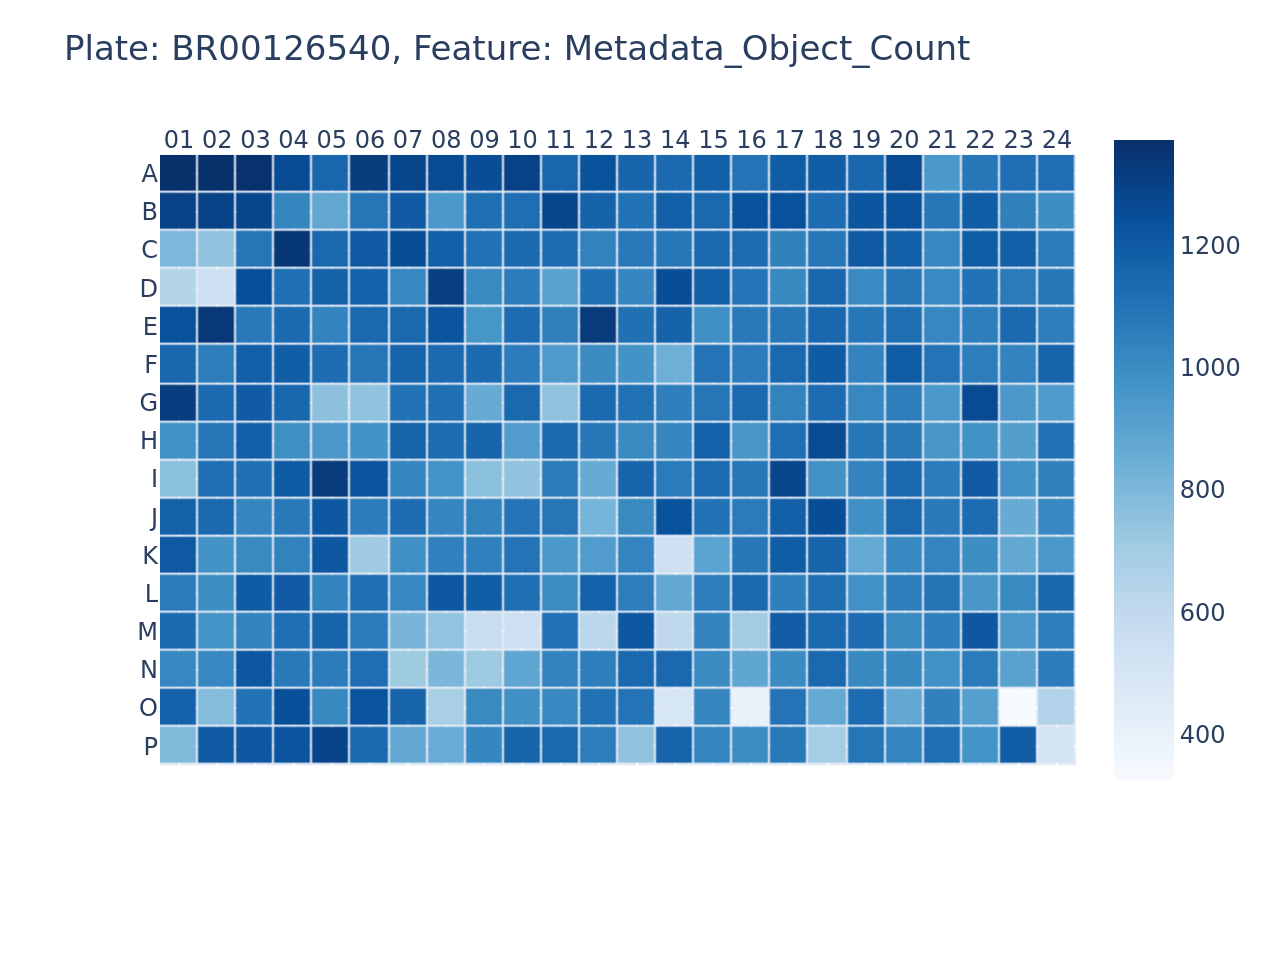 Plate: BR00126540, Feature: Metadata_Object_Count
01 02 03 04 05 06 07 08 09 10 11 12 13 14 15 16 17 18 19 20 21 22 23 24
A
B
C
D
E
F
G
H
I
J
K
L
M
N
O
P
1200
1000
800
600
400